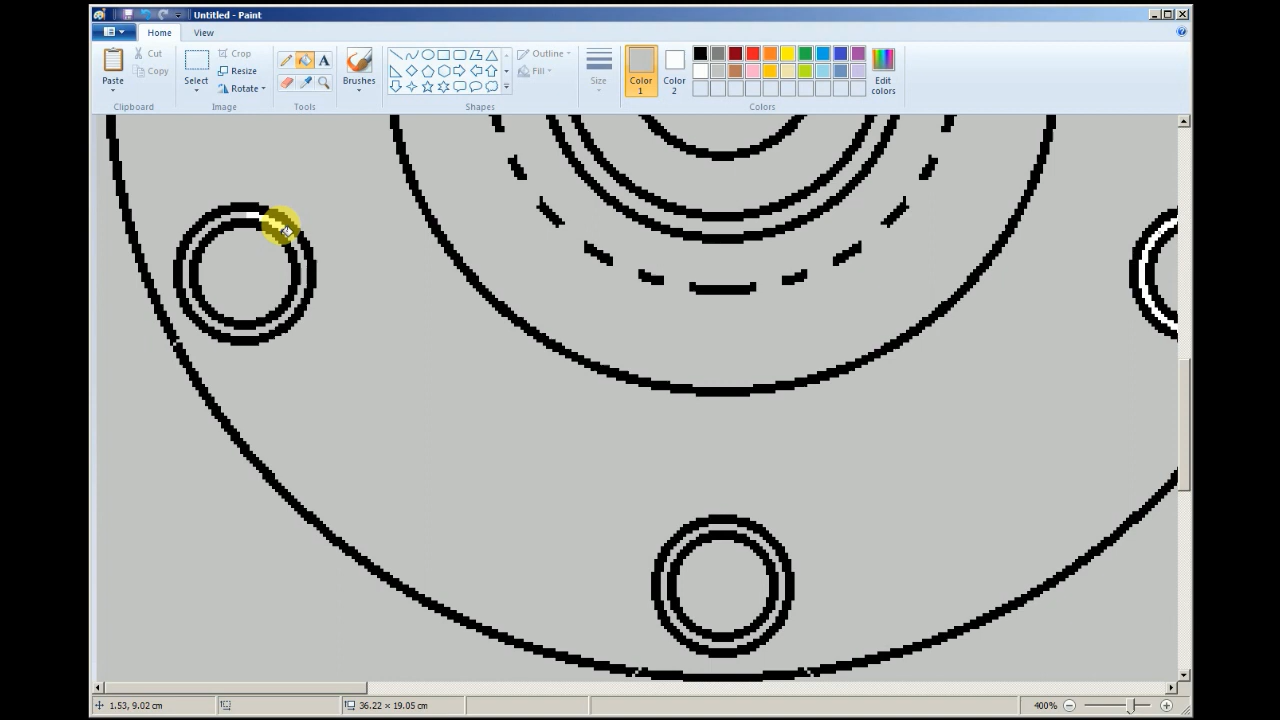 Untitled - Paint
Home View
Paste
Cut
Copy
Clipboard
Select
Crop
Resize
Rotate
Image
A
Tools
Brushes
Outline
Fill
Shapes
Size
Color 1
Color 2
Edit colors
Colors
1.53, 9.02 cm 36.22 × 19.05 cm 400%